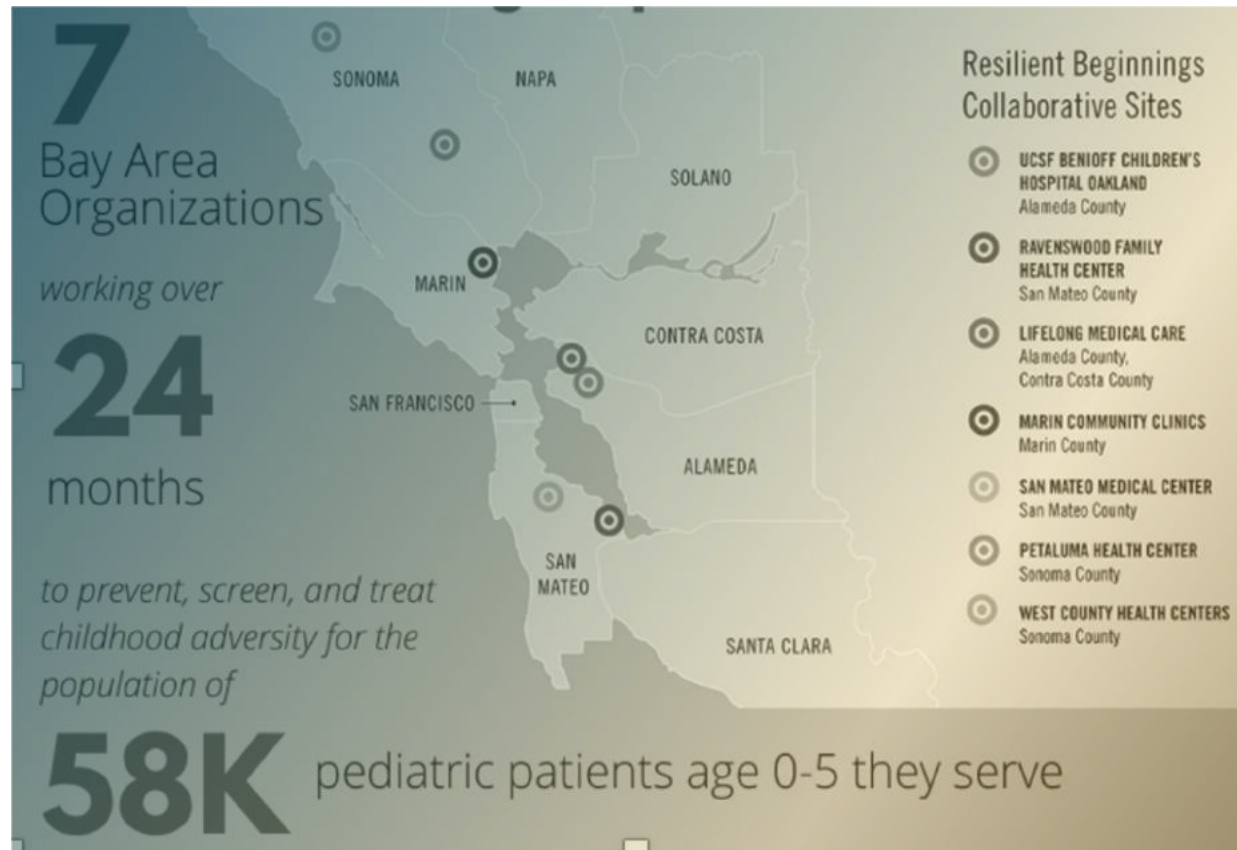 7
Bay Area
Organizations
working over
24
months
to prevent, screen, and treat
childhood adversity for the
population of
58K
pediatric patients age 0-5 they serve
SONOMA
NAPA
SOLANO
MARIN
CONTRA COSTA
SAN FRANCISCO
ALAMEDA
SAN
MATEO
SANTA CLARA
Resilient Beginnings
Collaborative Sites
UCSF BENIOFF CHILDREN'S
HOSPITAL OAKLAND
Alameda County
RAVENSWOOD FAMILY
HEALTH CENTER
San Mateo County
LIFELONG MEDICAL CARE
Alameda County,
Contra Costa County
MARIN COMMUNITY CLINICS
Marin County
SAN MATEO MEDICAL CENTER
San Mateo County
PETALUMA HEALTH CENTER
Sonoma County
WEST COUNTY HEALTH CENTERS
Sonoma County